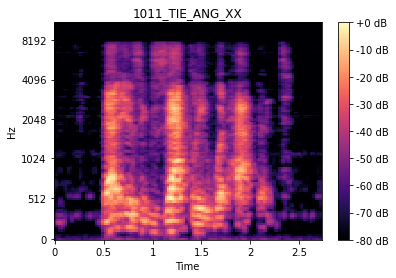 1011_TIE_ANG_XX
+0 dB
8192
-10 dB
4096
-20 dB
-30 dB
2048
-40 dB
Hz
1024
-50 dB
512
-60 dB
-70 dB
0
-80 dB
0 0.5 1 1.5 2 2.5
Time